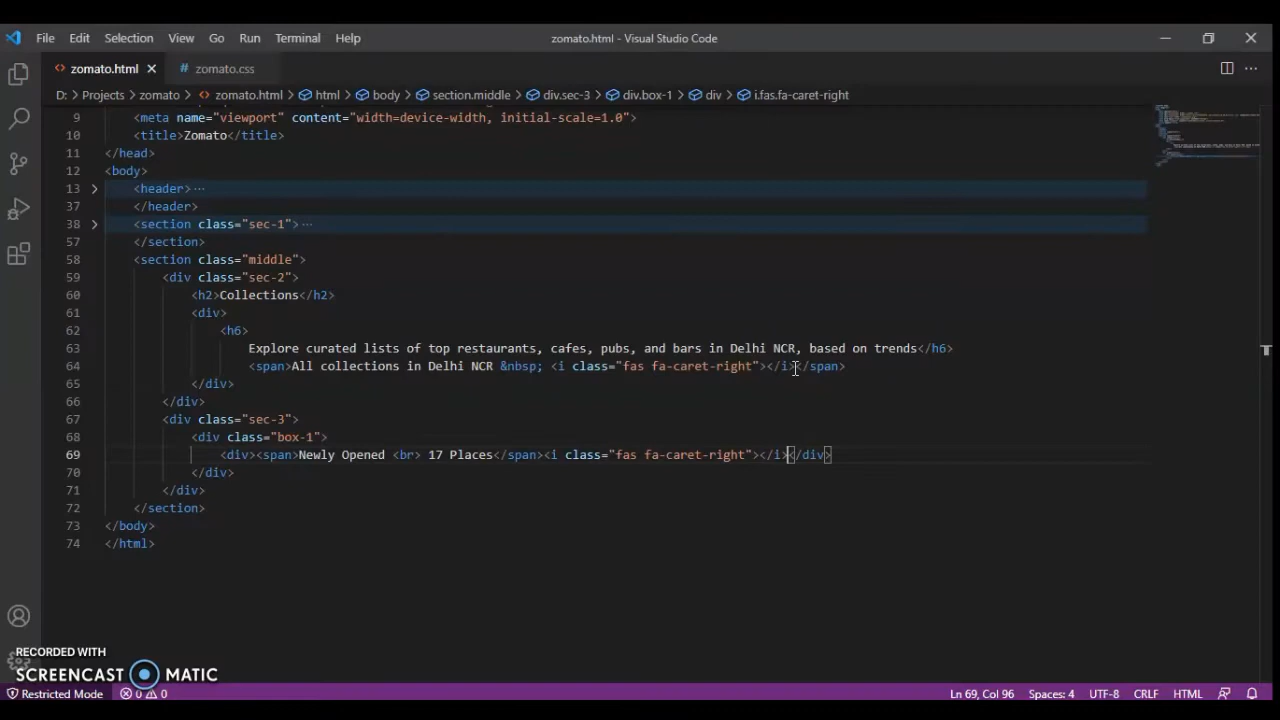 File Edit Selection View Go Run Terminal Help zomato.html - Visual Studio Code
<> zomato.html × # zomato.css ...
D: > Projects > zomato > <> zomato.html > html > body > section.middle > div.sec-3 > div.box-1 > div > i.fas.fa-caret-right
9 <meta name="viewport" content="width=device-width, initial-scale=1.0">
10 <title>Zomato</title>
11 </head>
12 <body>
13 <header>...
37 </header>
38 <section class="sec-1">...
57 </section>
58 <section class="middle">
59 <div class="sec-2">
60 <h2>Collections</h2>
61 <div>
62 <h6>
63 Explore curated lists of top restaurants, cafes, pubs, and bars in Delhi NCR, based on trends</h6>
64 <span>All collections in Delhi NCR &nbsp; <i class="fas fa-caret-right"></i></span>
65 </div>
66 </div>
67 <div class="sec-3">
68 <div class="box-1">
69 <div><span>Newly Opened <br> 17 Places</span><i class="fas fa-caret-right"></i></div>
70 </div>
71 </div>
72 </section>
73 </body>
74 </html>
RECORDED WITH
SCREENCAST MATIC
Restricted Mode 0 0 Ln 69, Col 96 Spaces: 4 UTF-8 CRLF HTML